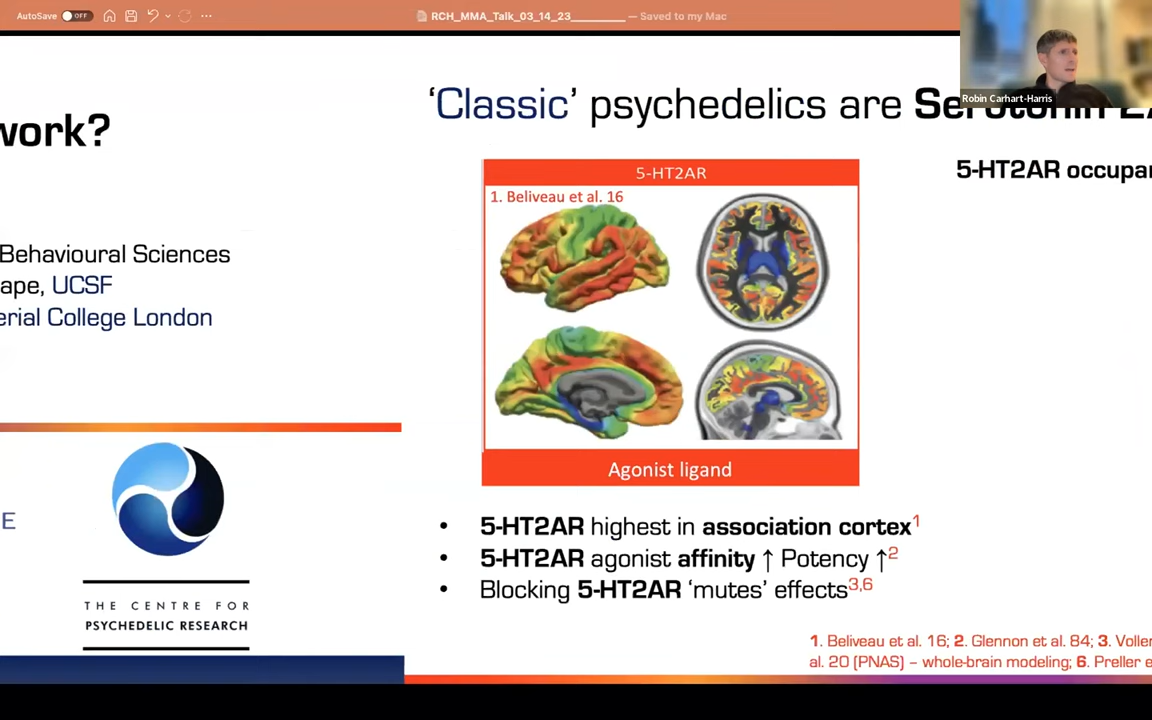 AutoSave OFF
RCH_MMA_Talk_03_14_23________ — Saved to my Mac
Robin Carhart-Harris
work?
Behavioural Sciences
ape, UCSF
erial College London
E
THE CENTRE FOR
PSYCHEDELIC RESEARCH
‘Classic’ psychedelics are Serotonin
5-HT2AR
1. Beliveau et al. 16
Agonist ligand
5-HT2AR occupa
• 5-HT2AR highest in association cortex1
• 5-HT2AR agonist affinity ↑ Potency ↑2
• Blocking 5-HT2AR ‘mutes’ effects3,6
1. Beliveau et al. 16; 2. Glennon et al. 84; 3. Volle
al. 20 [PNAS] – whole-brain modeling; 6. Preller e